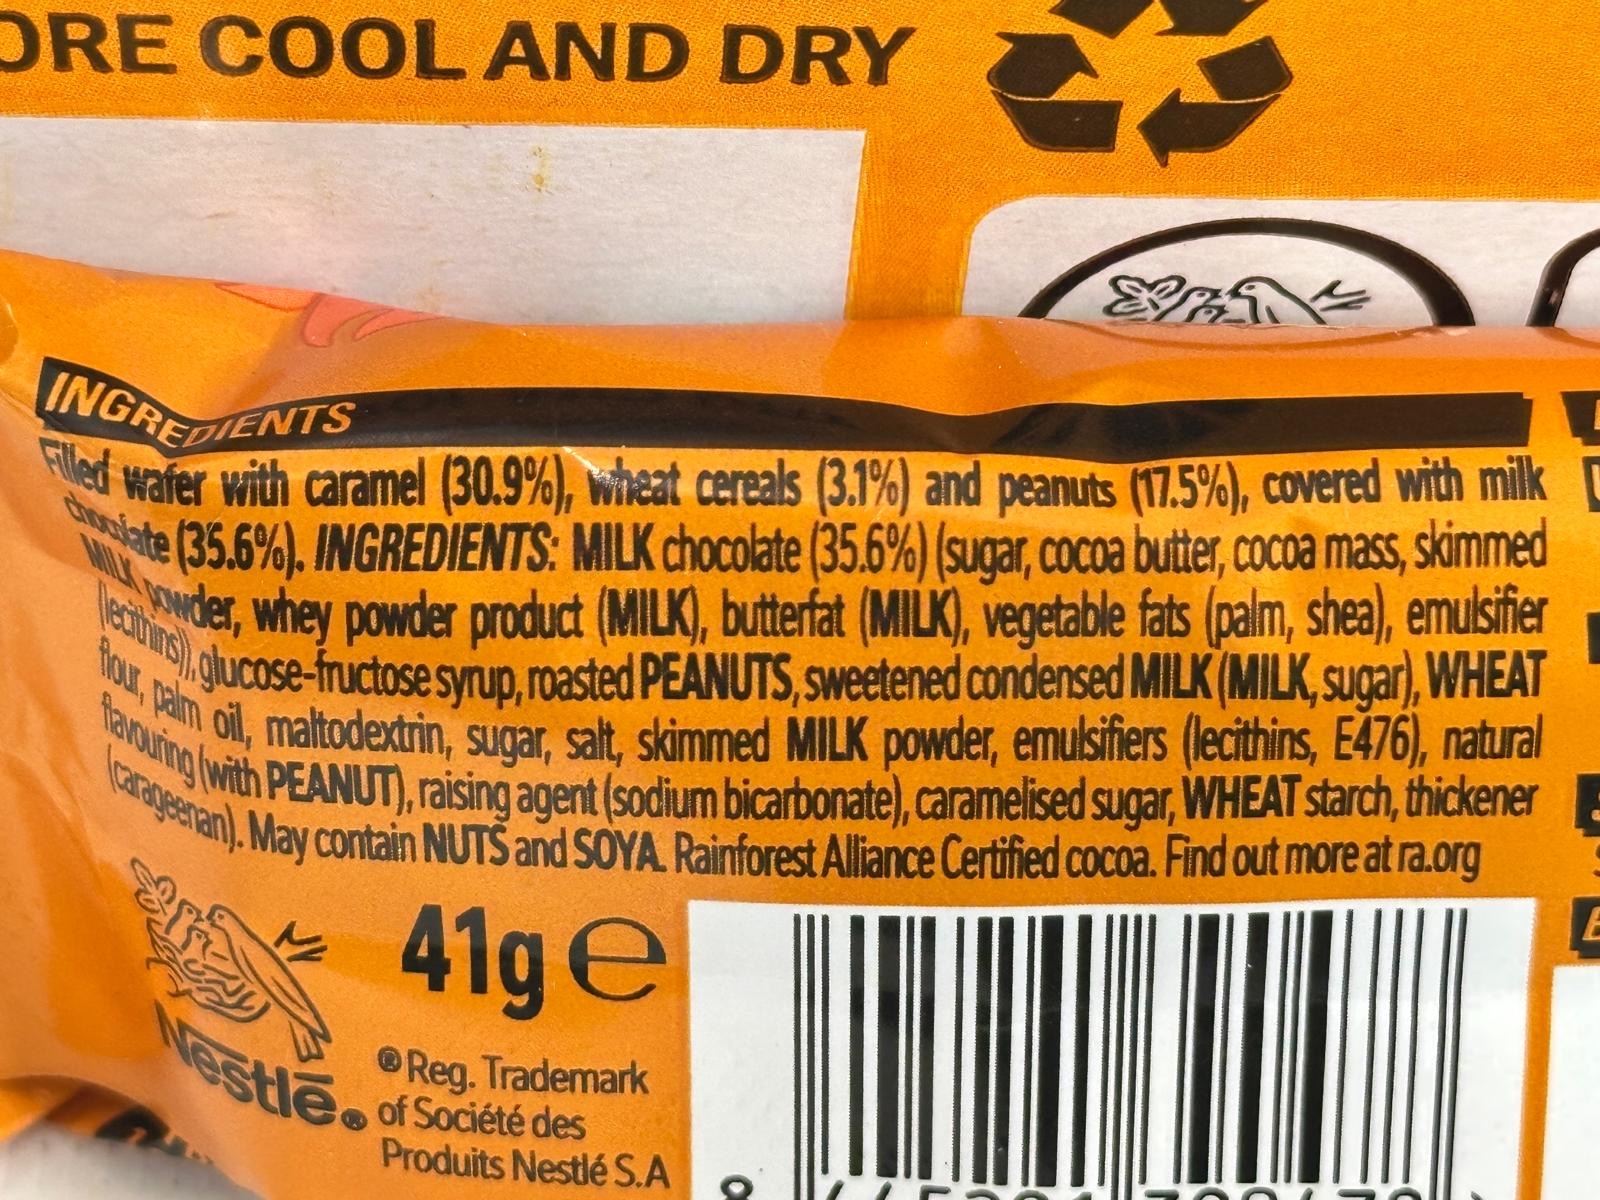 ORE COOL AND DRY
INGREDIENTS
Filled wafer with caramel (30.9%), wheat cereals (3.1%) and peanuts (17.5%), covered with milk
chocolate (35.6%). INGREDIENTS: MILK chocolate (35.6%) (sugar, cocoa butter, cocoa mass, skimmed
MILK powder, whey powder product (MILK), butterfat (MILK), vegetable fats (palm, shea), emulsifier
(lecithins)), glucose-fructose syrup, roasted PEANUTS, sweetened condensed MILK (MILK, sugar), WHEAT
flour, palm oil, maltodextrin, sugar, salt, skimmed MILK powder, emulsifiers (lecithins, E476), natural
flavouring (with PEANUT), raising agent (sodium bicarbonate), caramelised sugar, WHEAT starch, thickener
(carageenan). May contain NUTS and SOYA. Rainforest Alliance Certified cocoa. Find out more at ra.org
41g e
Nestlé®
® Reg. Trademark
of Société des
Produits Nestlé S.A